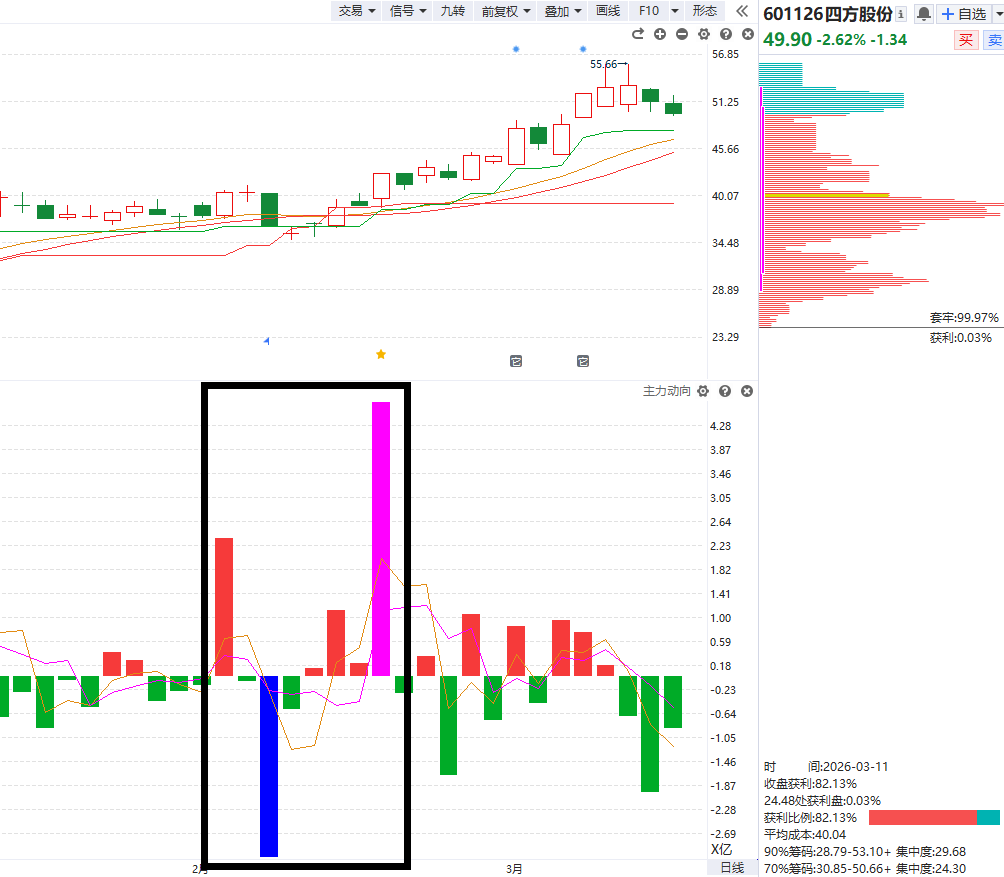 交易 信号 九转 前复权 叠加 画线 F10 形态
601126四方股份 自选
49.90 -2.62% -1.34 买 卖
55.66
56.85
51.25
45.66
40.07
34.48
28.89
23.29
套牢:99.97%
获利:0.03%
主力动向
4.28
3.87
3.46
3.05
2.64
2.23
1.82
1.41
1.00
0.59
0.18
-0.23
-0.64
-1.05
-1.46
-1.87
-2.28
-2.69
X亿
2月 3月 日线
时 间:2026-03-11
收盘获利:82.13%
24.48处获利盘:0.03%
获利比例:82.13%
平均成本:40.04
90%筹码:28.79-53.10+ 集中度:29.68
70%筹码:30.85-50.66+ 集中度:24.30